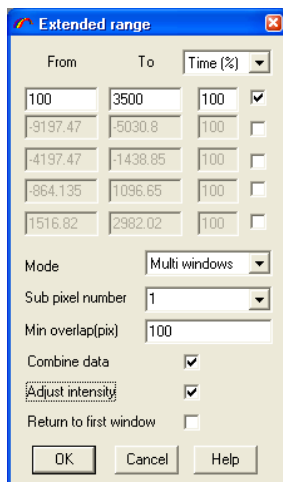 Extended range
From To Time (%)
100 3500 100
-9197.47 -5030.8 100
-4197.47 -1438.85 100
-864.135 1096.65 100
1516.82 2982.02 100
Mode Multi windows
Sub pixel number 1
Min overlap(pix) 100
Combine data
Adjust intensity
Return to first window
OK Cancel Help